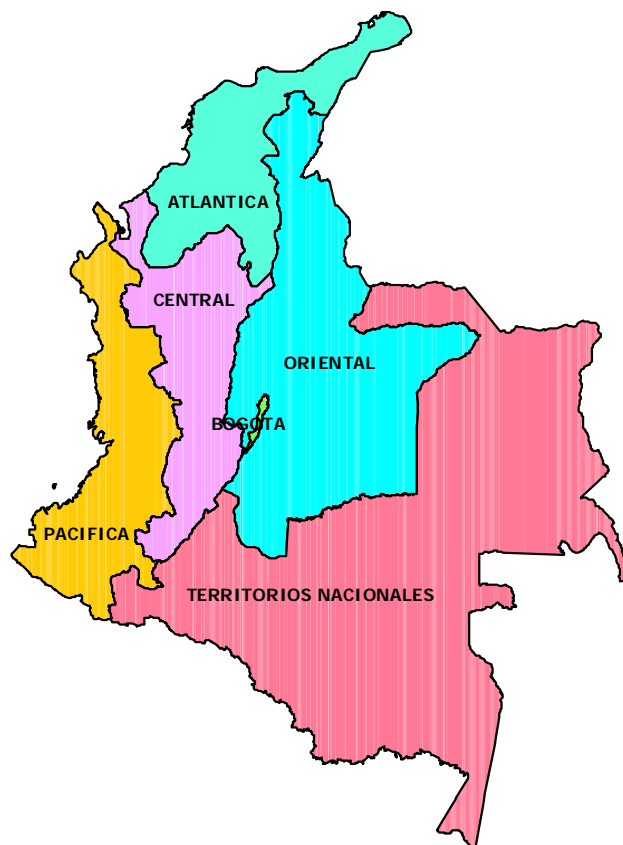 ATLANTICA
CENTRAL
ORIENTAL
BOGOTA
PACIFICA
TERRITORIOS NACIONALES